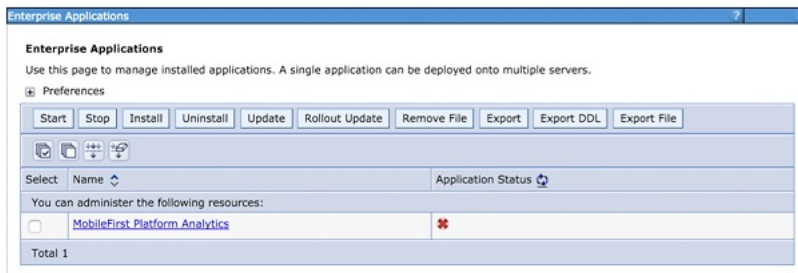 Enterprise Applications
?
Enterprise Applications
Use this page to manage installed applications. A single application can be deployed onto multiple servers.
Preferences
Start Stop Install Uninstall Update Rollout Update Remove File Export Export DDL Export File
Select Name Application Status
You can administer the following resources:
MobileFirst Platform Analytics
Total 1